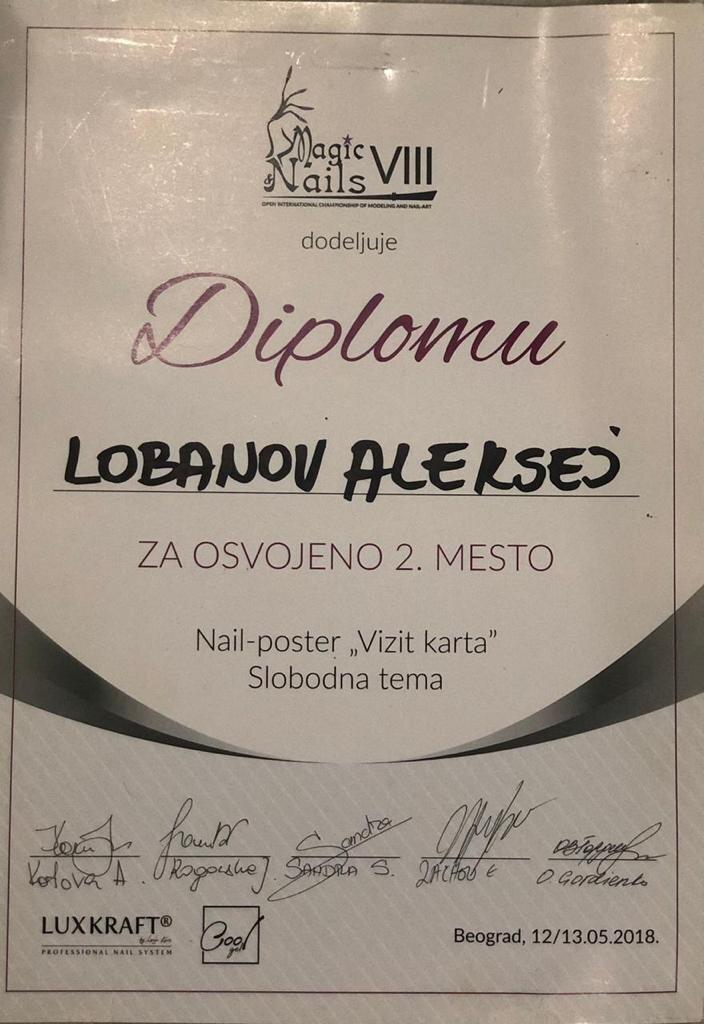 Magic
& Nails VIII
OPEN INTERNATIONAL CHAMPIONSHIP OF MODELING AND NAIL-ART
dodeljuje
Diplomu
LOBANOV ALEKSEJ
ZA OSVOJENO 2. MESTO
Nail-poster „Vizit karta”
Slobodna tema
Sandra
Kotova A. SANDRA S. O Gordienko
LUXKRAFT®
PROFESSIONAL NAIL SYSTEM
Cool gel
Beograd, 12/13.05.2018.